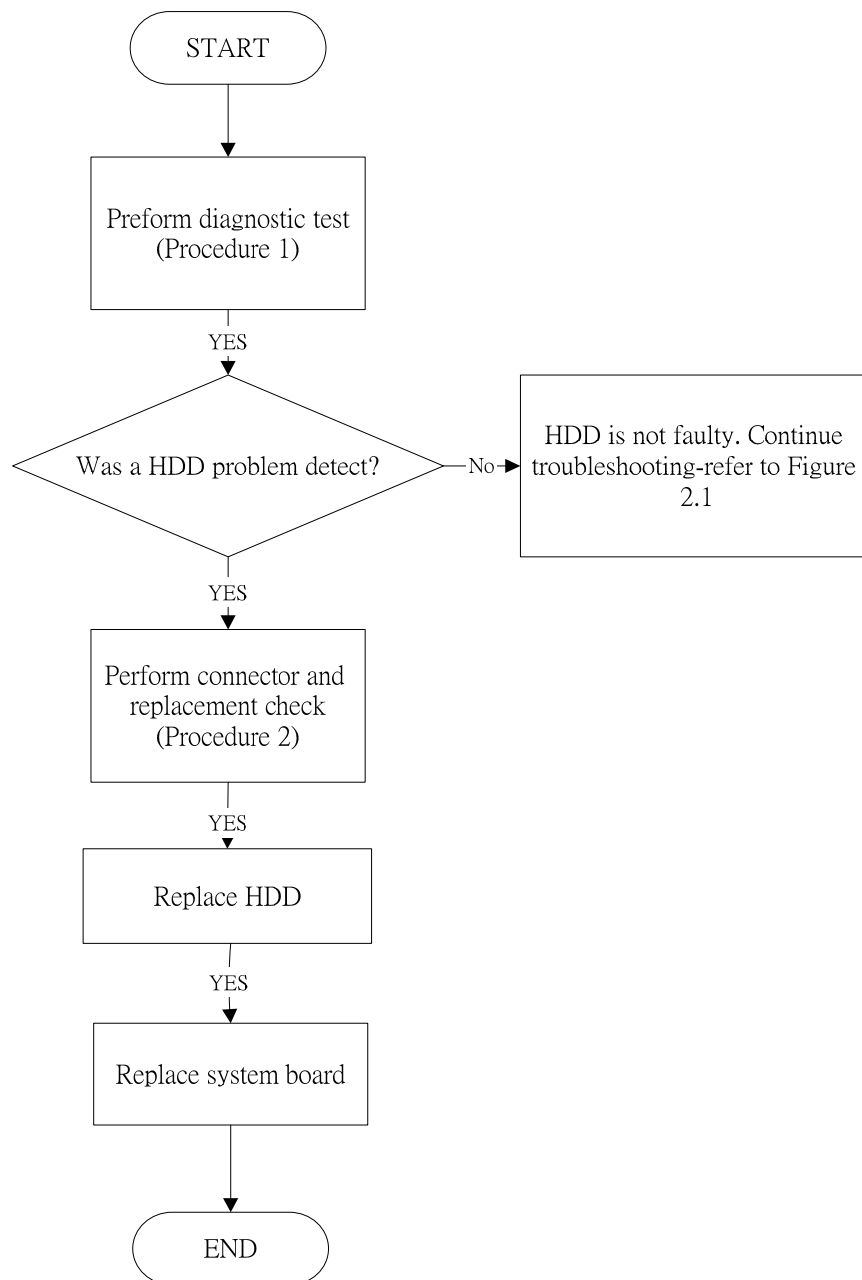 START
Preform diagnostic test
(Procedure 1)
YES
Was a HDD problem detect?
No
HDD is not faulty. Continue
troubleshooting-refer to Figure
2.1
YES
Perform connector and
replacement check
(Procedure 2)
YES
Replace HDD
YES
Replace system board
END